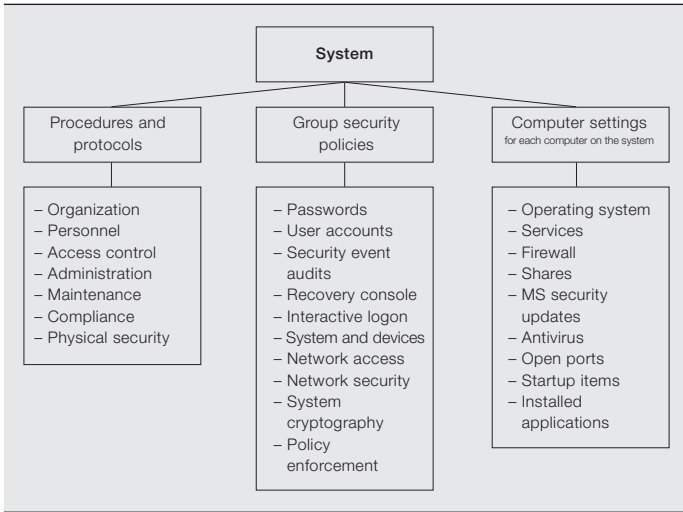 System
Procedures and
protocols
Group security
policies
Computer settings
for each computer on the system
– Organization
– Personnel
– Access control
– Administration
– Maintenance
– Compliance
– Physical security
– Passwords
– User accounts
– Security event
audits
– Recovery console
– Interactive logon
– System and devices
– Network access
– Network security
– System
cryptography
– Policy
enforcement
– Operating system
– Services
– Firewall
– Shares
– MS security
updates
– Antivirus
– Open ports
– Startup items
– Installed
applications